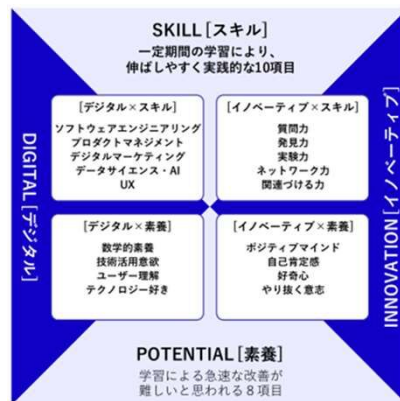 SKILL [スキル]
一定期間の学習により、
伸ばしやすく実践的な10項目
DIGITAL [デジタル]
[デジタル×スキル]
ソフトウェアエンジニアリング
プロダクトマネジメント
デジタルマーケティング
データサイエンス・AI
UX
[イノベーティブ×スキル]
質問力
発見力
実験力
ネットワーク力
関連づける力
INNOVATION [イノベーティブ]
[デジタル×素養]
数学的素養
技術活用意欲
ユーザー理解
テクノロジー好き
[イノベーティブ×素養]
ポジティブマインド
自己肯定感
好奇心
やり抜く意志
POTENTIAL [素養]
学習による急速な改善が
難しいと思われる8項目